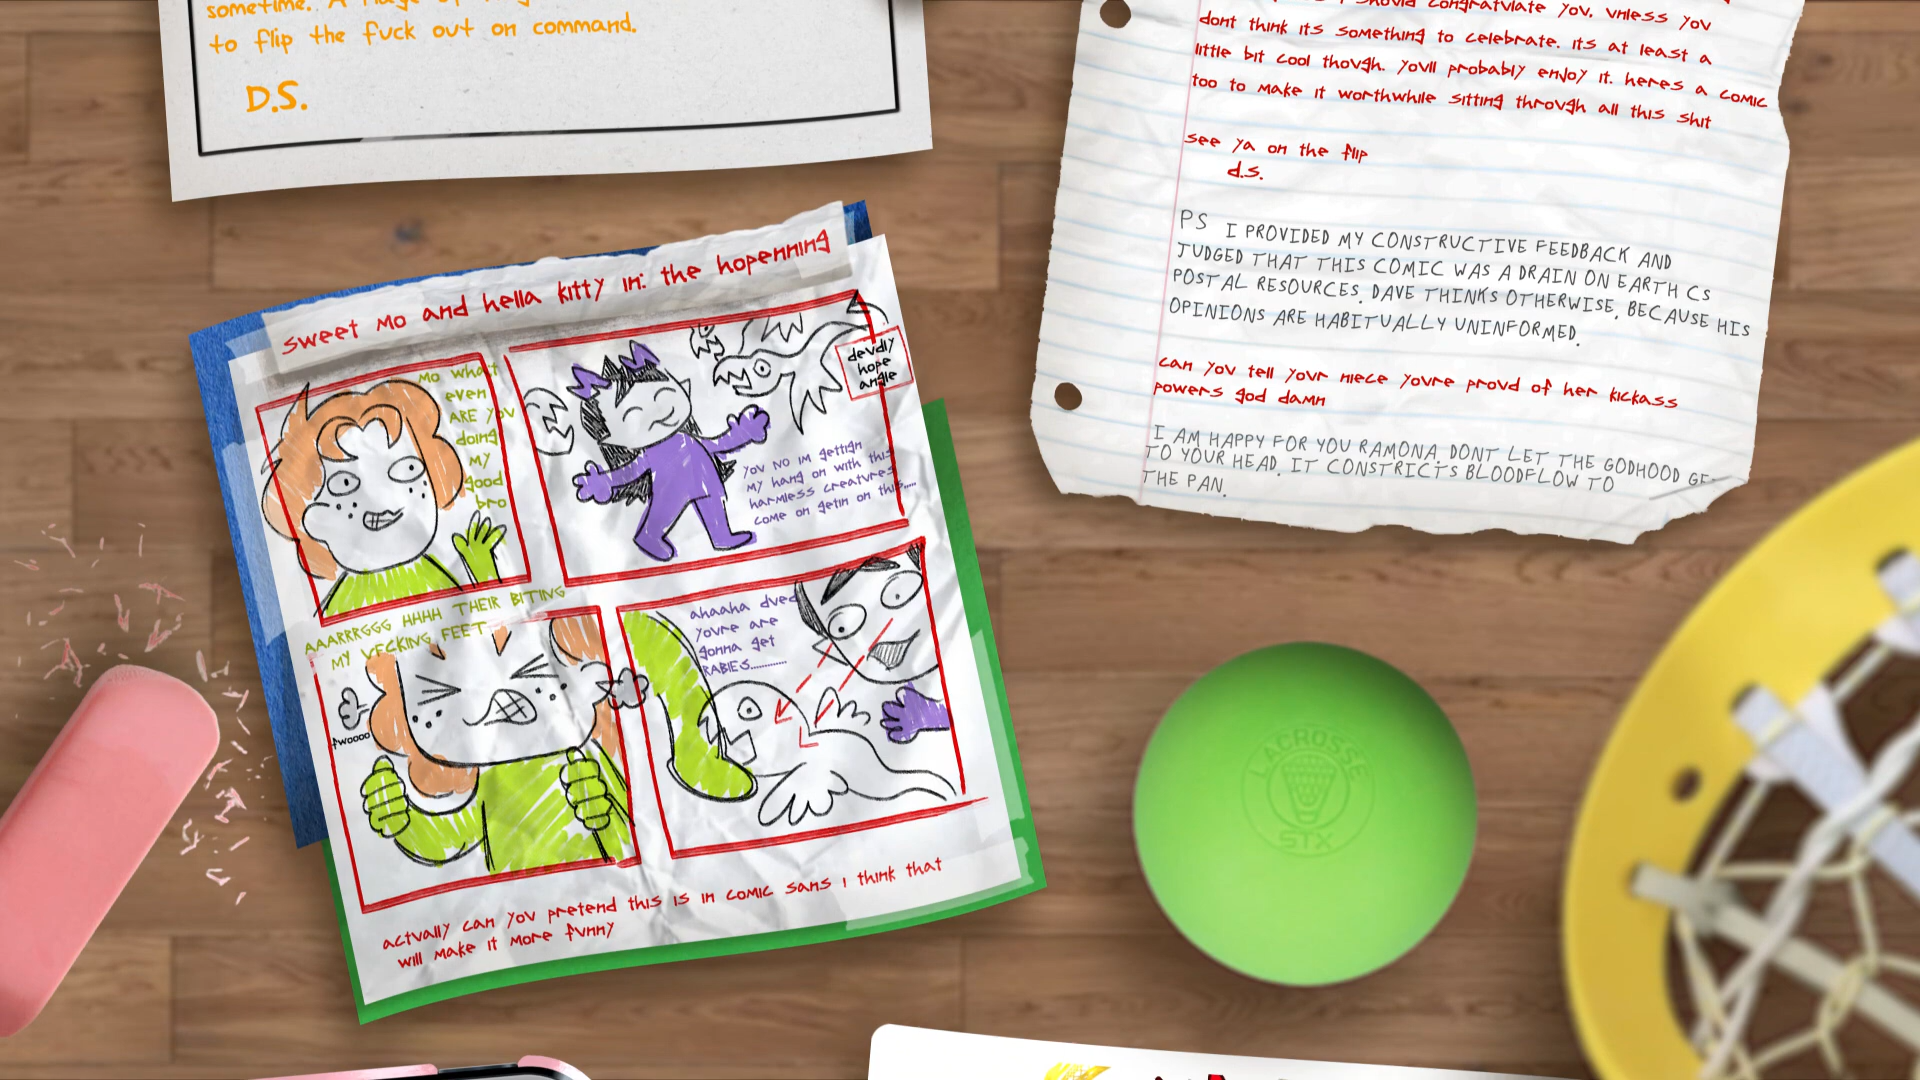 to flip the fuck out on command.
D.S.
should congratulate you. unless you
dont think its something to celebrate. its at least a
little bit cool though. youll probably enjoy it. heres a comic
too to make it worthwhile sitting through all this shit
see ya on the flip
d.s.
PS I PROVIDED MY CONSTRUCTIVE FEEDBACK AND
JUDGED THAT THIS COMIC WAS A DRAIN ON EARTH CS
POSTAL RESOURCES. DAVE THINKS OTHERWISE, BECAUSE HIS
OPINIONS ARE HABITUALLY UNINFORMED.
can you tell your niece youre proud of her kickass
powers god damn
I AM HAPPY FOR YOU RAMONA DONT LET THE GODHOOD GE
TO YOUR HEAD. IT CONSTRICTS BLOODFLOW TO
THE PAN.
sweet mo and hella kitty in: the hopenning
mo what
even
ARE you
doing
my
good
bro
devdly
hope
angle
you no im gettign
my hang on with this
harmless creatures
come on getin on this.....
AAARRRGGG HHHH THEIR BITING
MY VECKING FEET
fwoooo
ahaaha dved
youre are
gonna get
RABIES............
actually can you pretend this is in comic sans i think that
will make it more funny
LACROSSE
STX